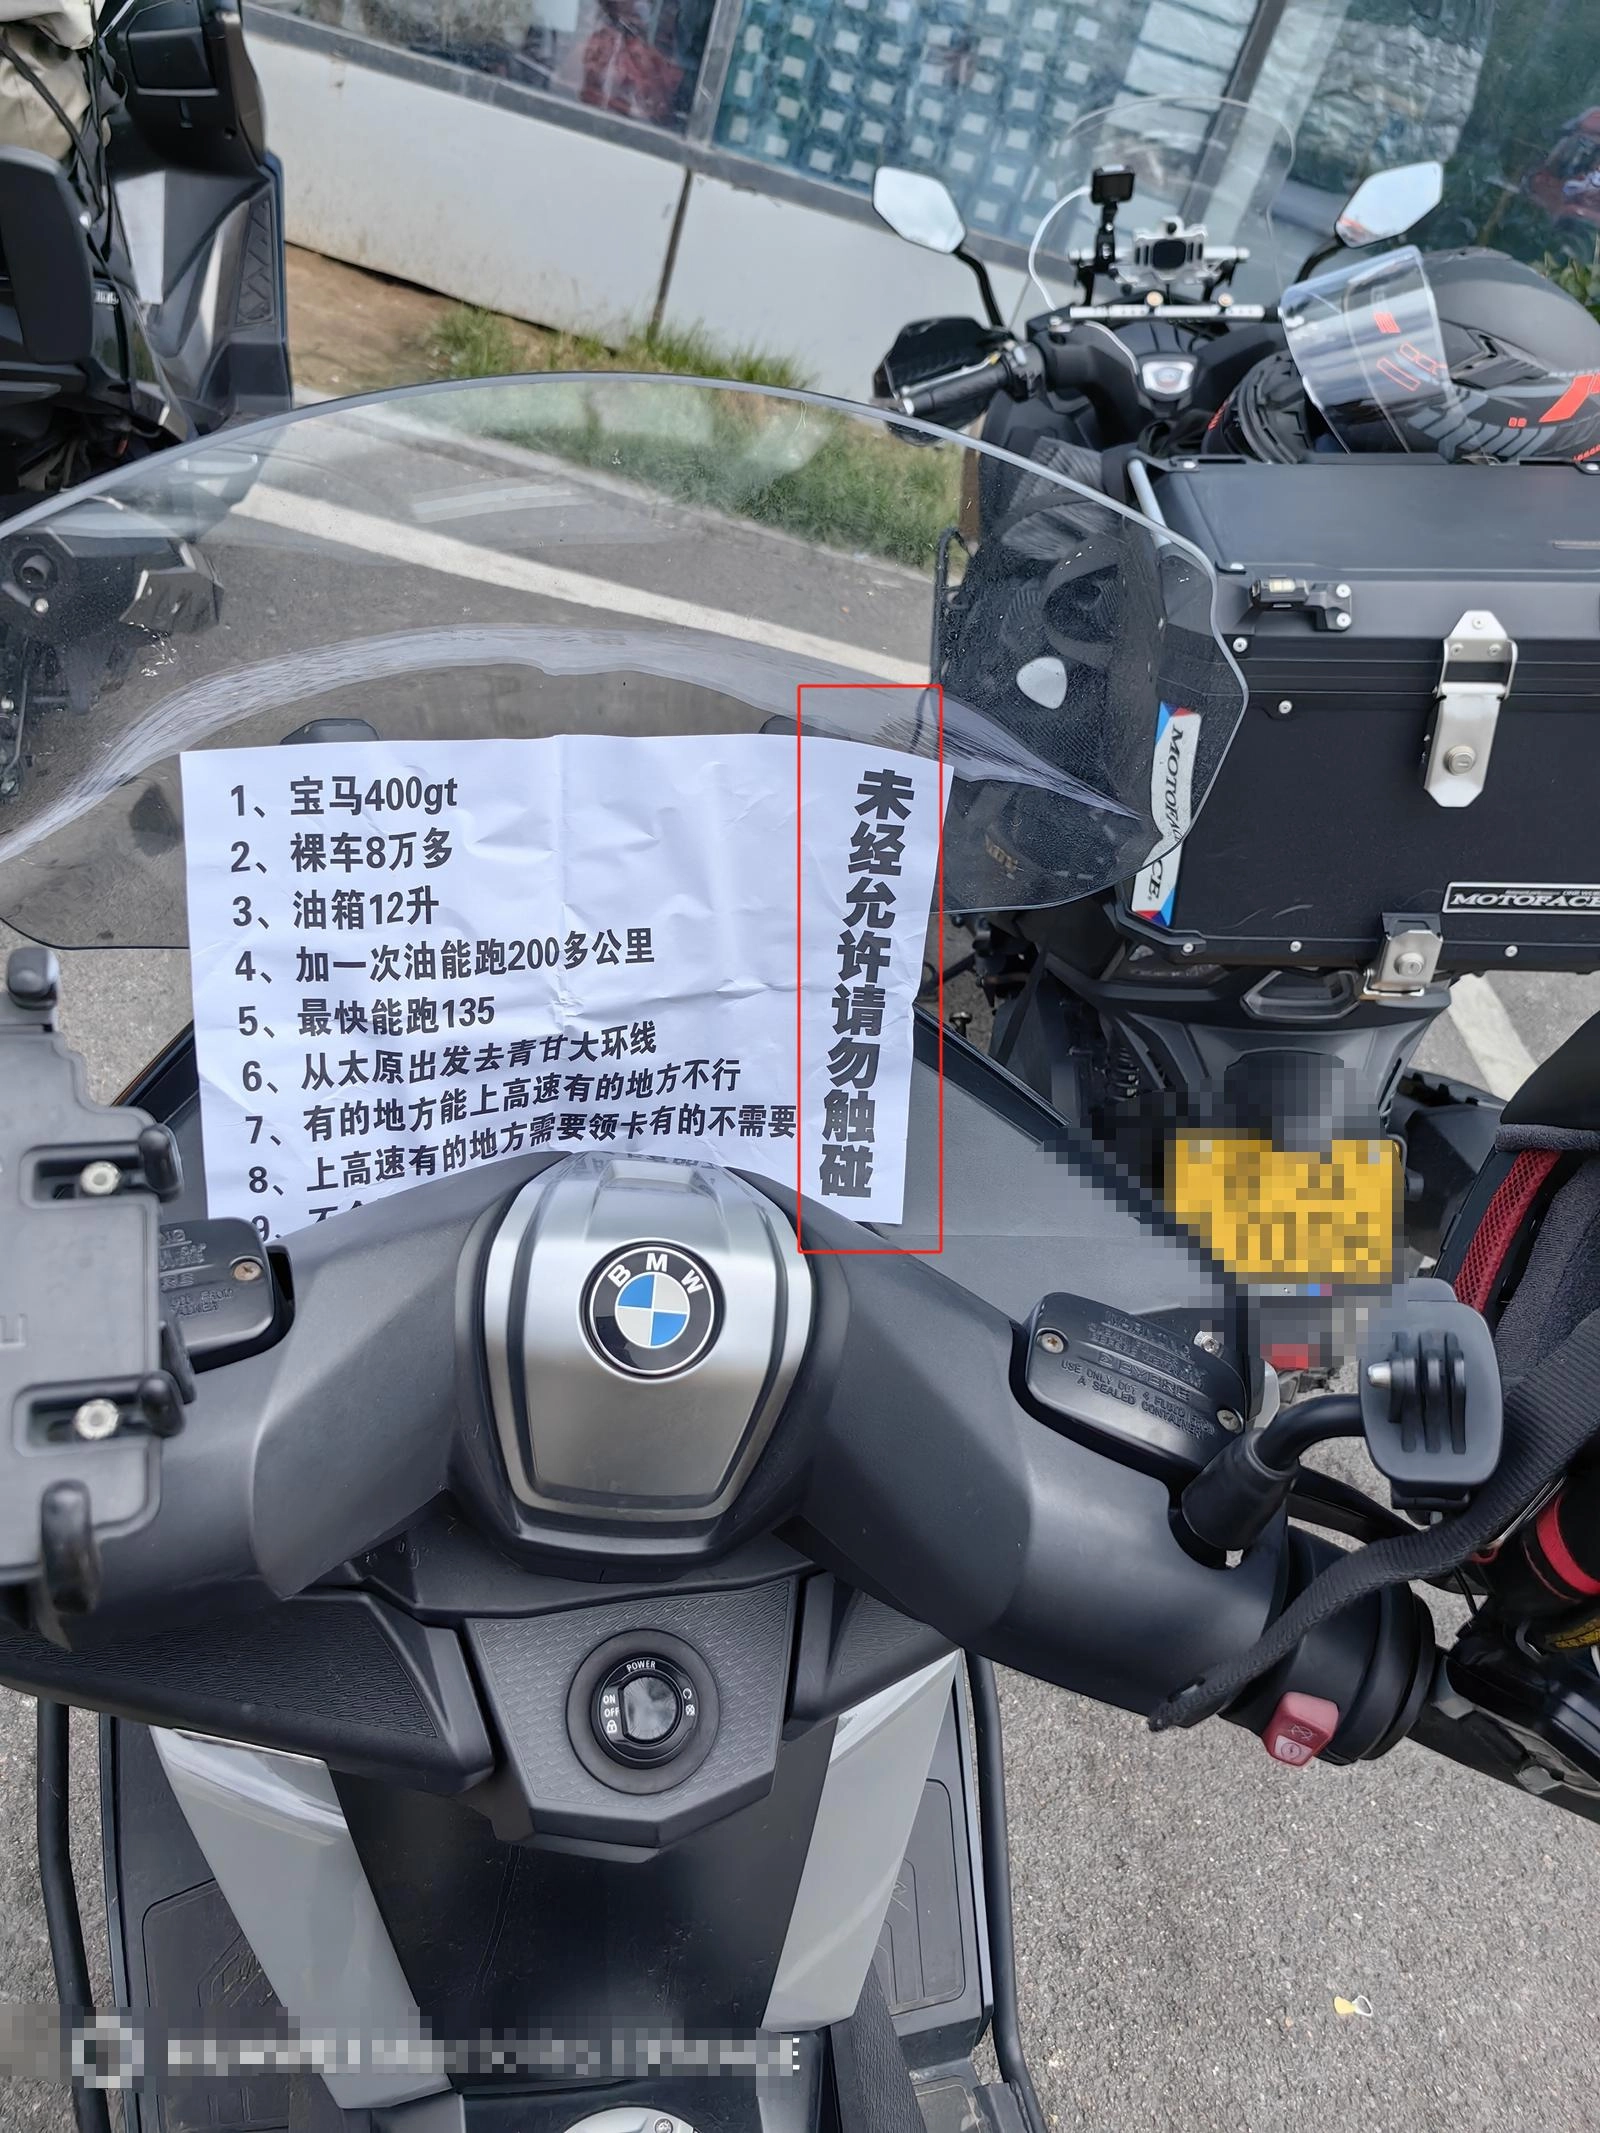 1、宝马400gt
2、裸车8万多
3、油箱12升
4、加一次油能跑200多公里
5、最快能跑135
6、从太原出发去青甘大环线
7、有的地方能上高速有的地方不行
8、上高速有的地方需要领卡有的不需要
9、
未经允许请勿触碰
MOTOFACE
BMW
USE ONLY DOT 4 FLUID FROM
A SEALED CONTAINER
POWER
ON
OFF